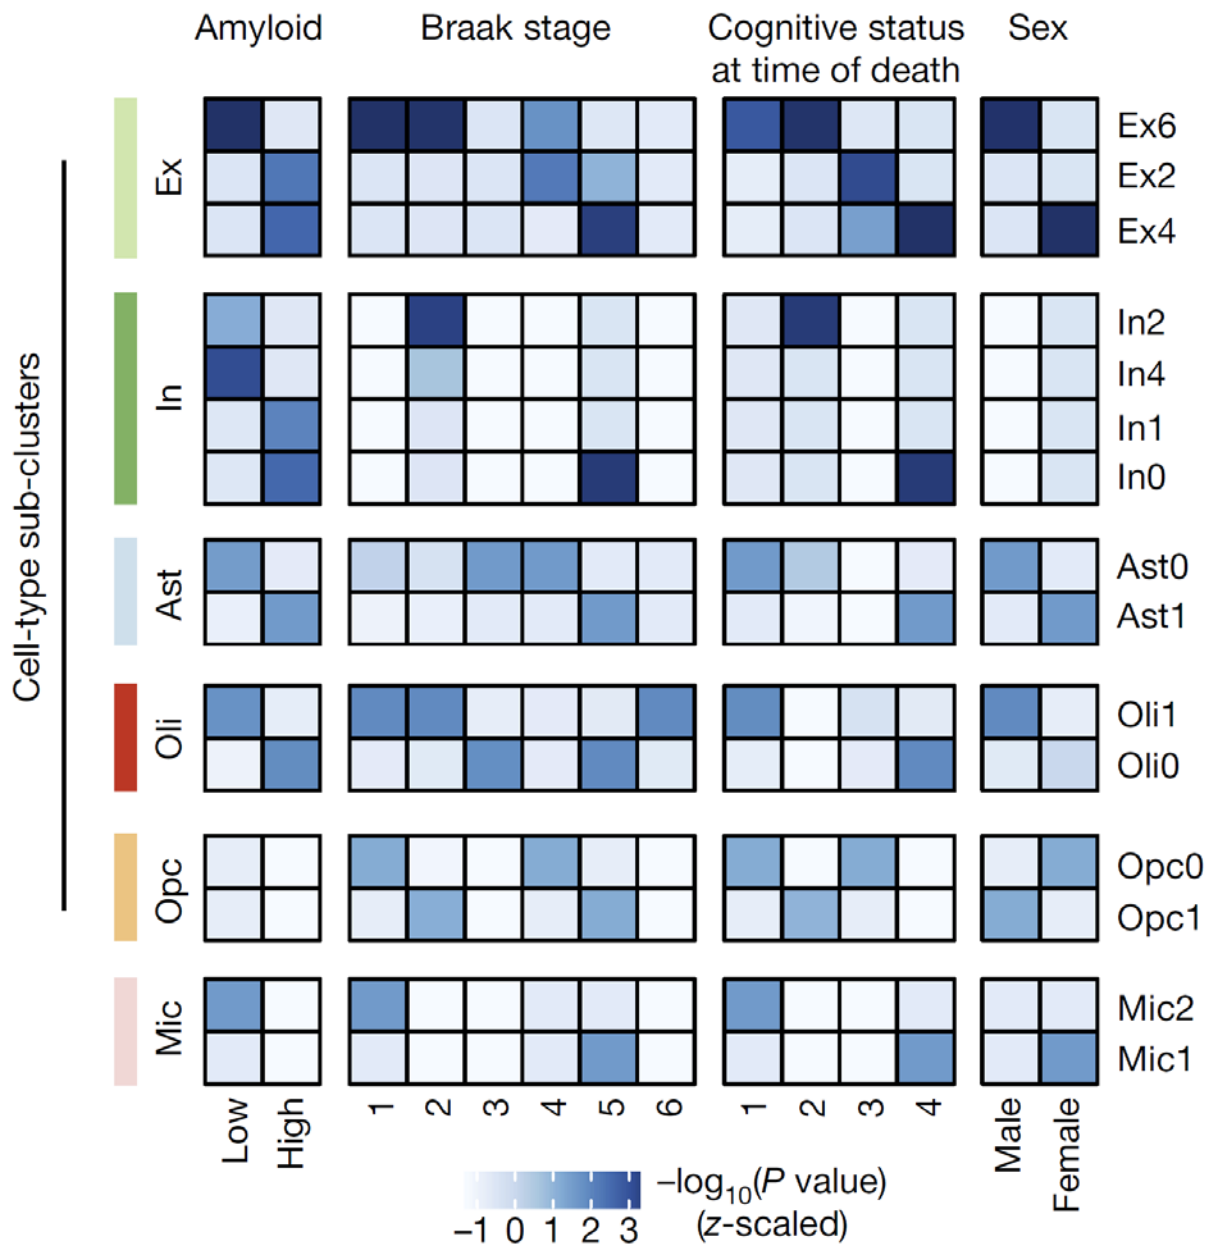 Amyloid Braak stage Cognitive status Sex
at time of death
Cell-type sub-clusters
Ex
Ex6
Ex2
Ex4
In
In2
In4
In1
In0
Ast
Ast0
Ast1
Oli
Oli1
Oli0
Opc
Opc0
Opc1
Mic
Mic2
Mic1
Low High 1 2 3 4 5 6 1 2 3 4 Male Female
−log10(P value)
(z-scaled)
−1 0 1 2 3